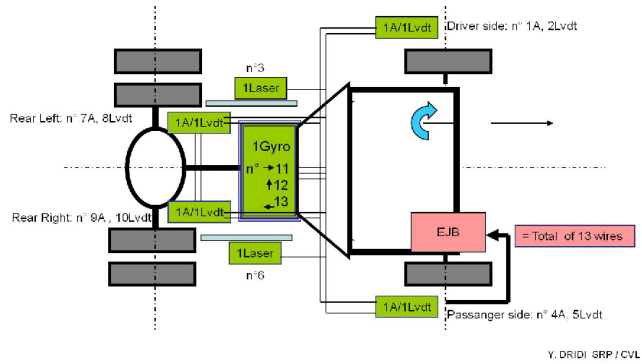 1A/1Lvdt
Driver side: n° 1A, 2Lvdt
n°3
1Laser
Rear Left: n° 7A, 8Lvdt
1A/1Lvdt
1Gyro
n° →11
↑12
←13
1A/1Lvdt
Rear Right: n° 9A , 10Lvdt
EJB
= Total of 13 wires
1Laser
n°6
1A/1Lvdt
Passanger side: n° 4A, 5Lvdt
Y. DRIDI SRP / CVL